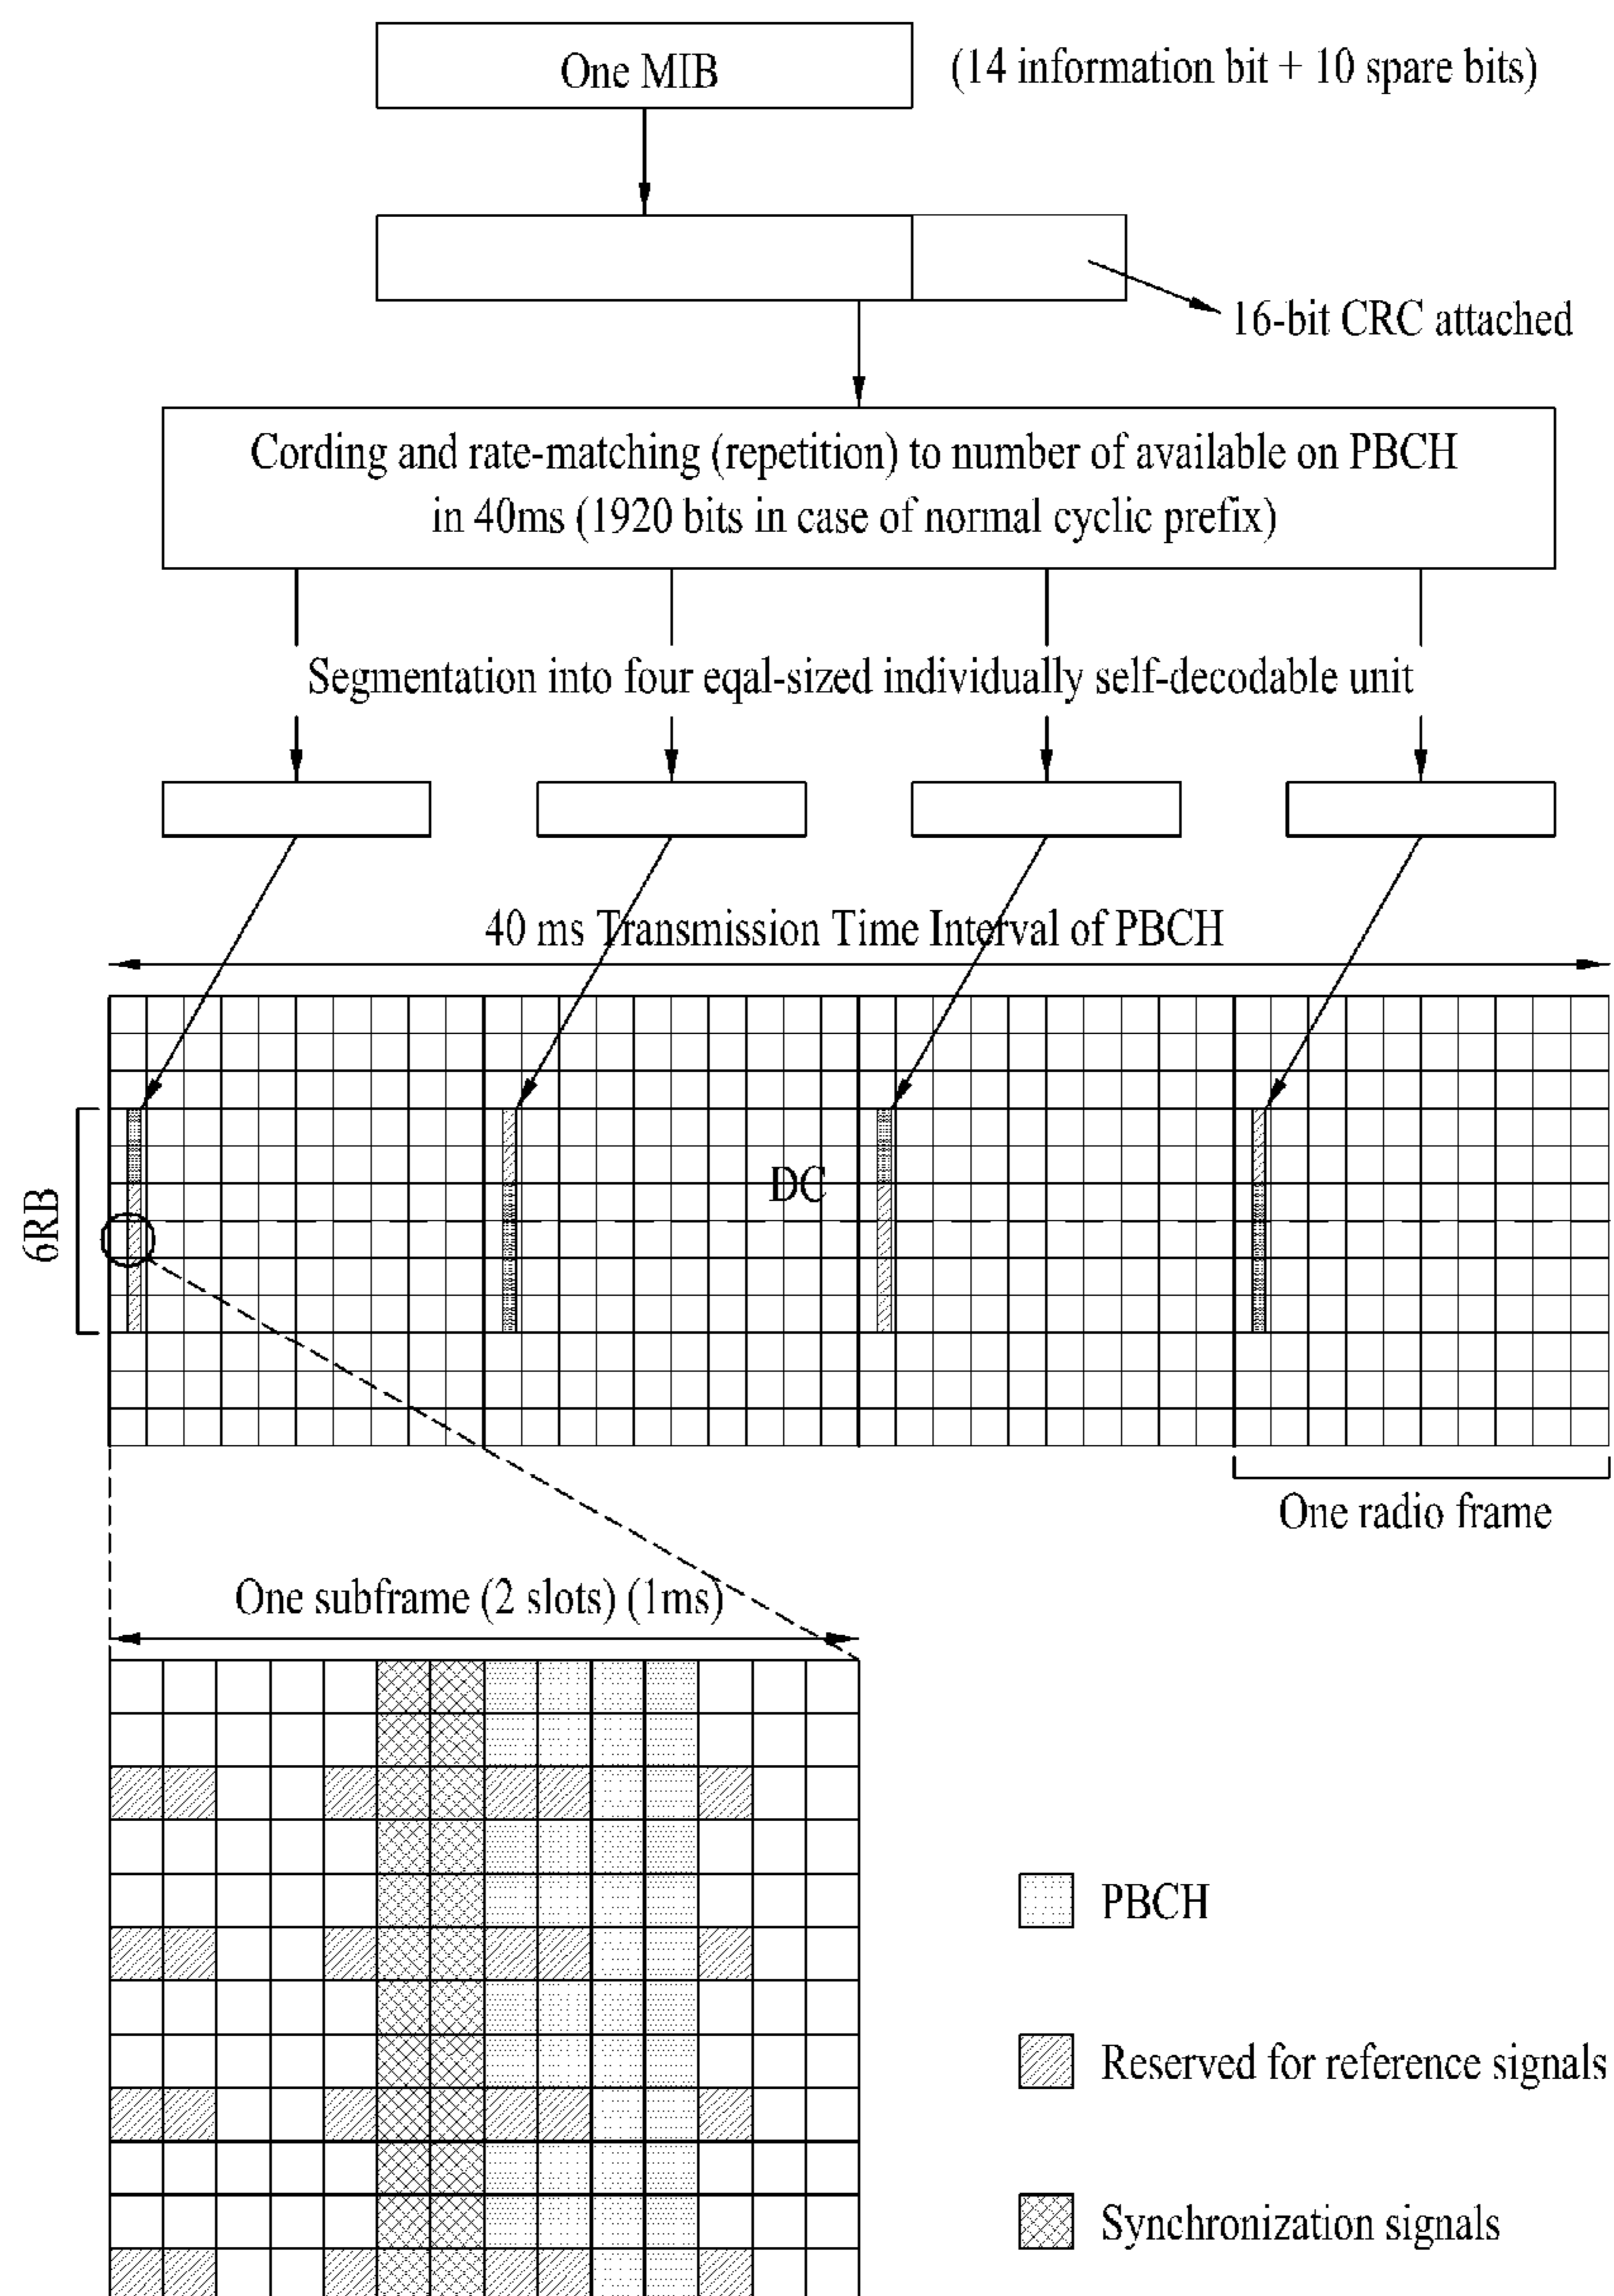 One MIB
(14 information bit + 10 spare bits)
16-bit CRC attached
Cording and rate-matching (repetition) to number of available on PBCH
in 40ms (1920 bits in case of normal cyclic prefix)
Segmentation into four eqal-sized individually self-decodable unit
40 ms Transmission Time Interval of PBCH
DC
6RB
One radio frame
One subframe (2 slots) (1ms)
PBCH
Reserved for reference signals
Synchronization signals